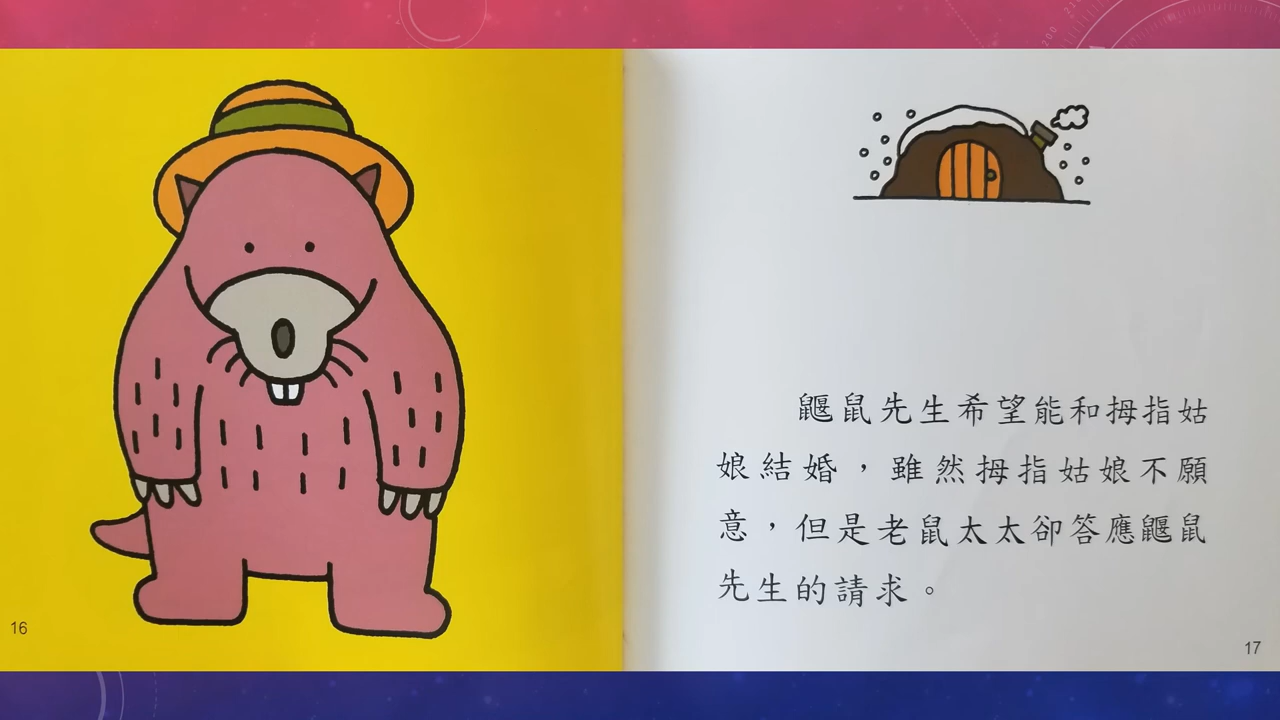 鼴鼠先生希望能和拇指姑
娘結婚，雖然拇指姑娘不願
意，但是老鼠太太卻答應鼴鼠
先生的請求。
16
17